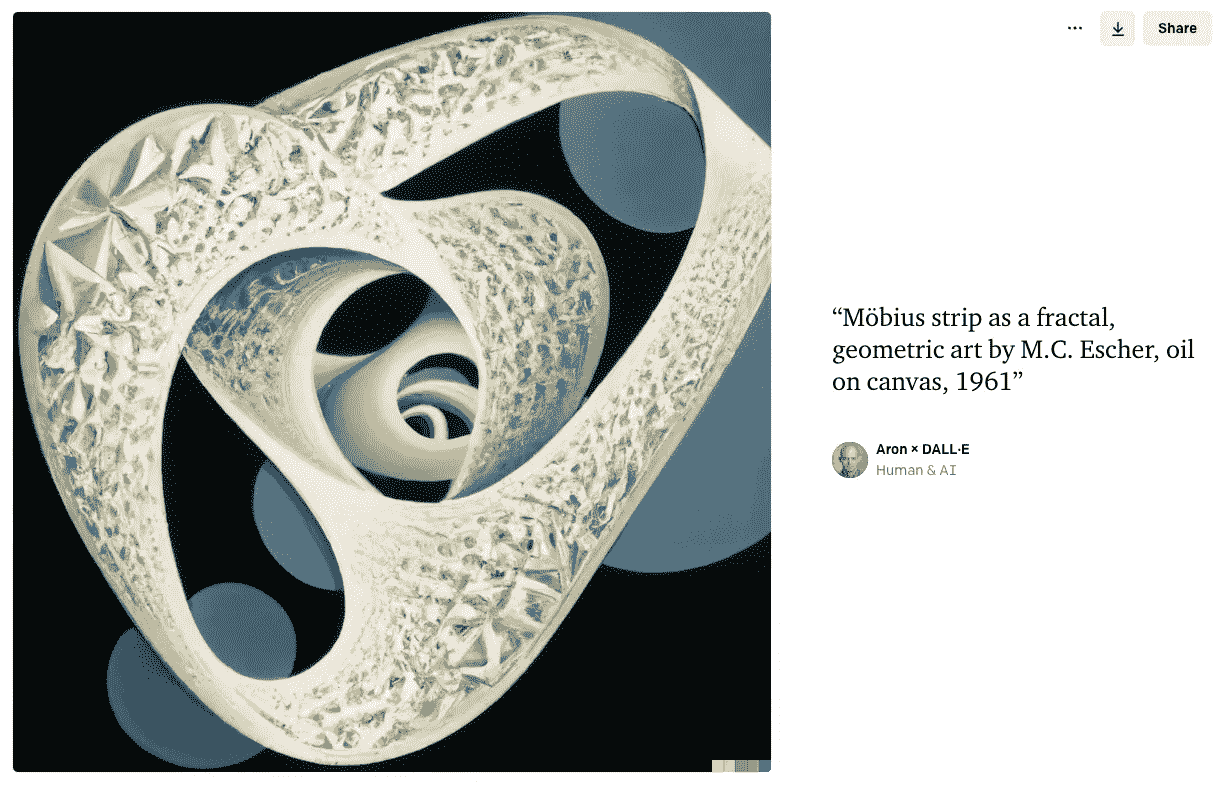 Share
“Möbius strip as a fractal,
geometric art by M.C. Escher, oil
on canvas, 1961”
Aron × DALL·E
Human & AI